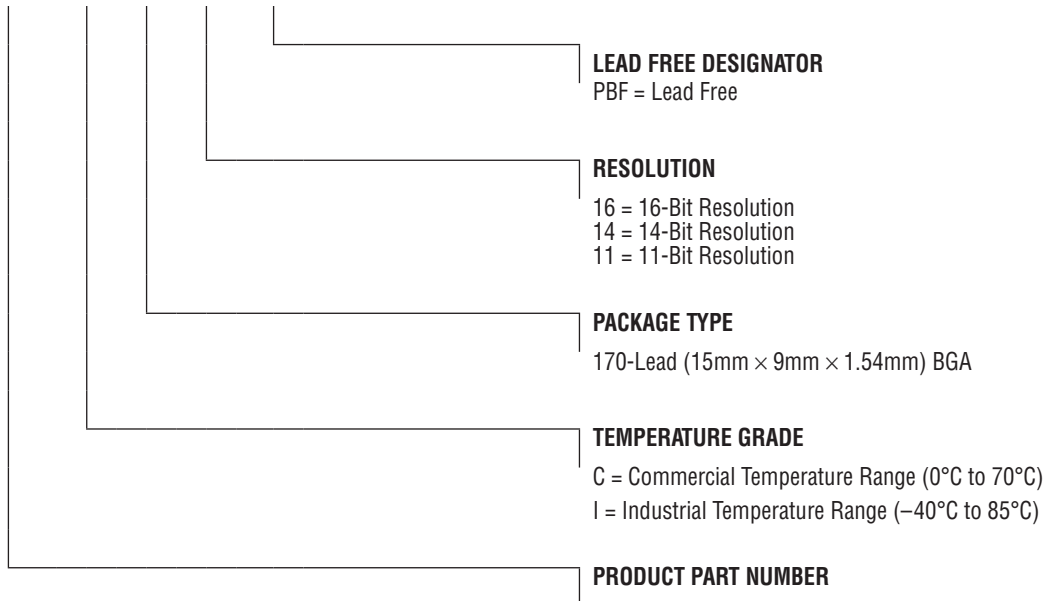 LEAD FREE DESIGNATOR
PBF = Lead Free
RESOLUTION
16 = 16-Bit Resolution
14 = 14-Bit Resolution
11 = 11-Bit Resolution
PACKAGE TYPE
170-Lead (15mm × 9mm × 1.54mm) BGA
TEMPERATURE GRADE
C = Commercial Temperature Range (0°C to 70°C)
I = Industrial Temperature Range (–40°C to 85°C)
PRODUCT PART NUMBER